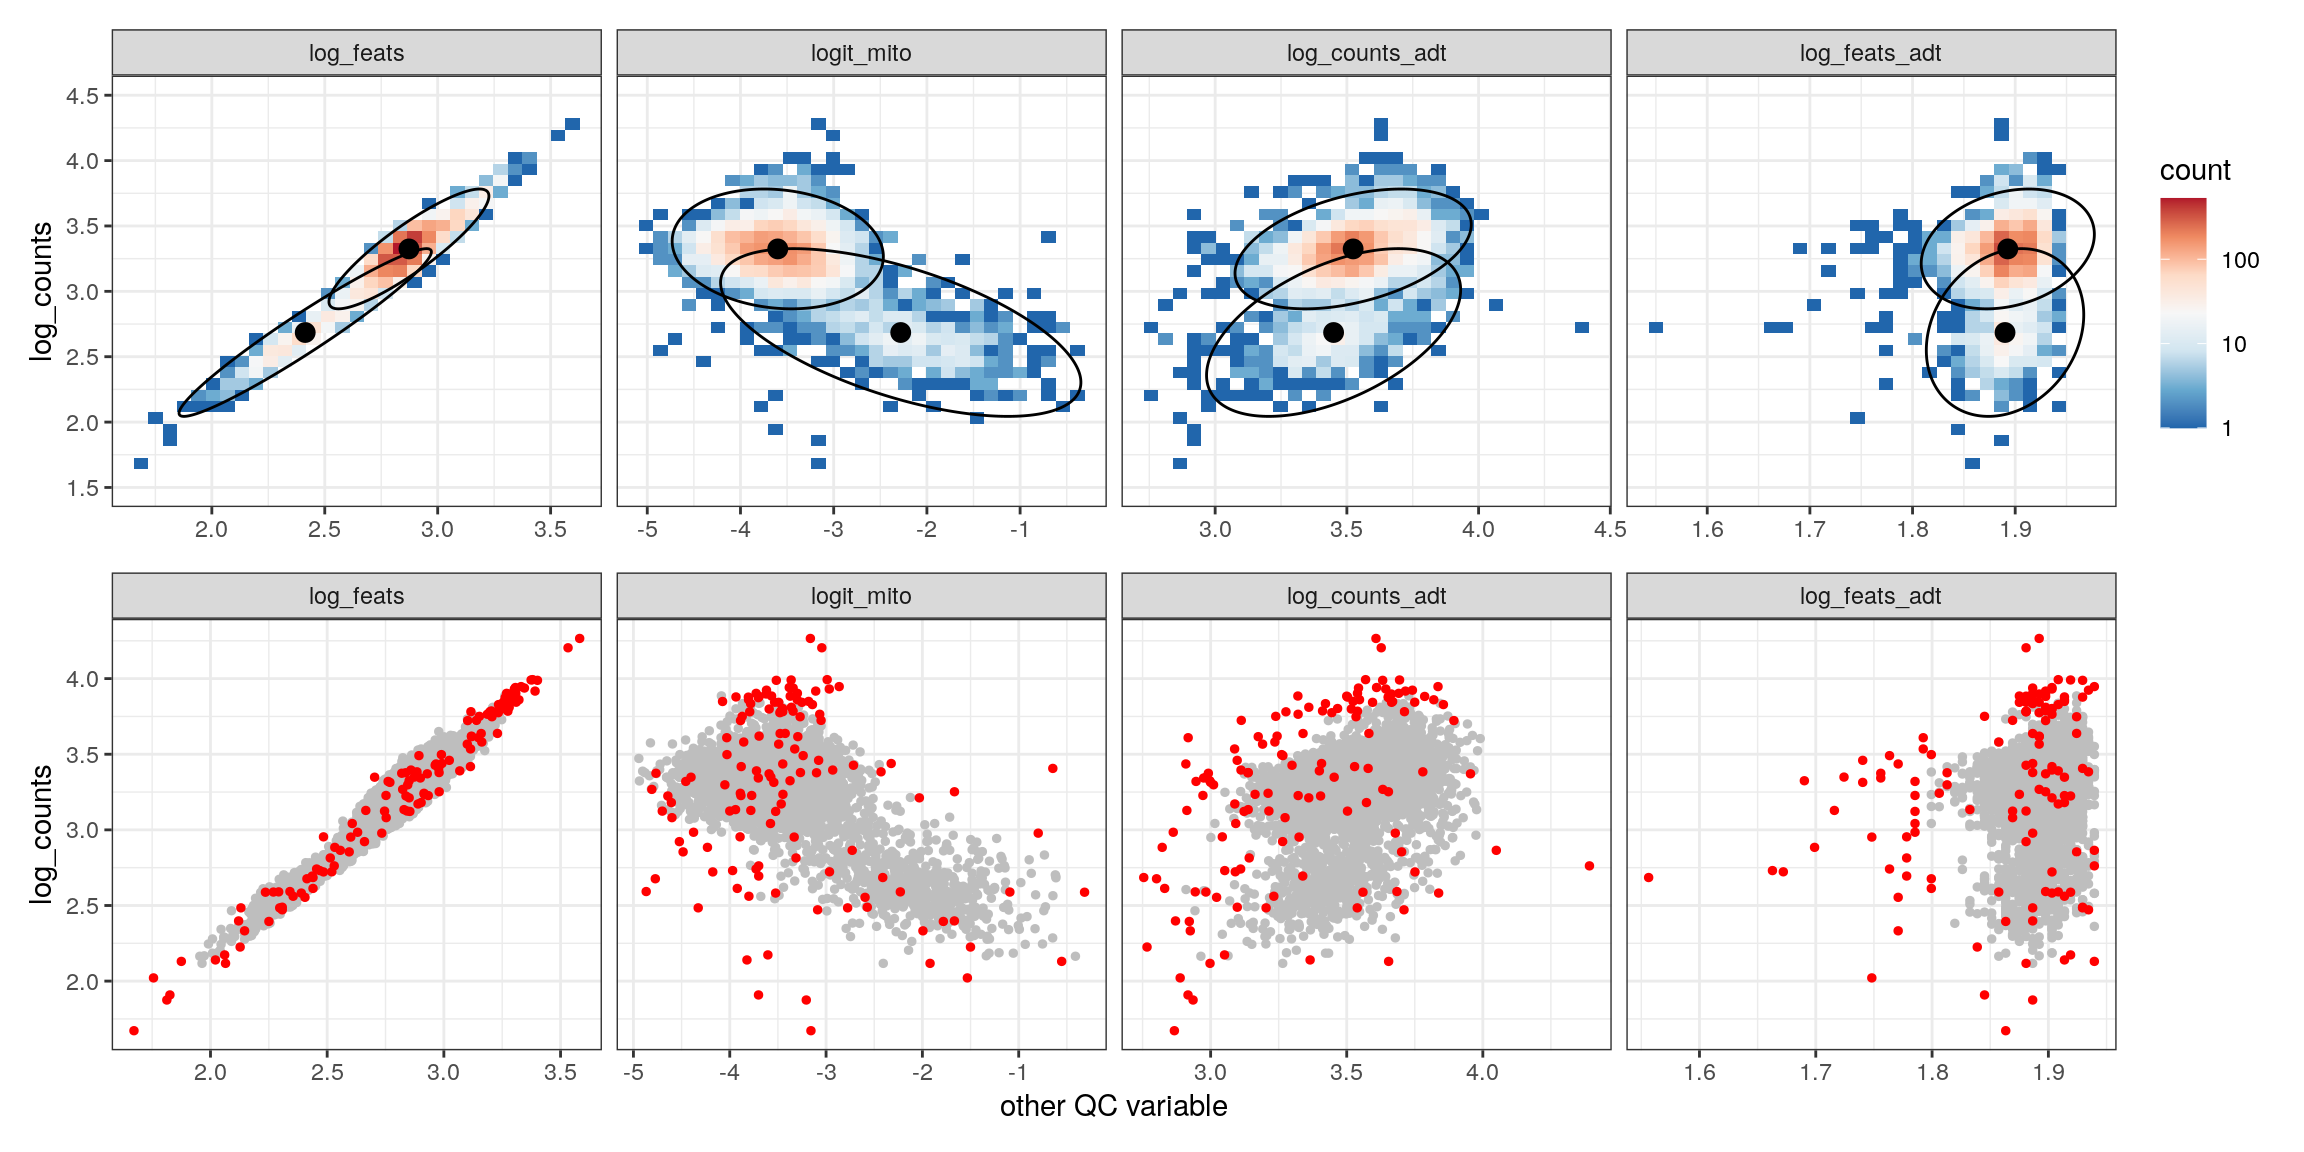 log_feats logit_mito log_counts_adt log_feats_adt
log_counts
4.5
4.0
3.5
3.0
2.5
2.0
1.5
2.0 2.5 3.0 3.5 -5 -4 -3 -2 -1 3.0 3.5 4.0 4.5 1.6 1.7 1.8 1.9
count
100
10
1
log_feats logit_mito log_counts_adt log_feats_adt
log_counts
4.0
3.5
3.0
2.5
2.0
2.0 2.5 3.0 3.5 -5 -4 -3 -2 -1 3.0 3.5 4.0 1.6 1.7 1.8 1.9
other QC variable